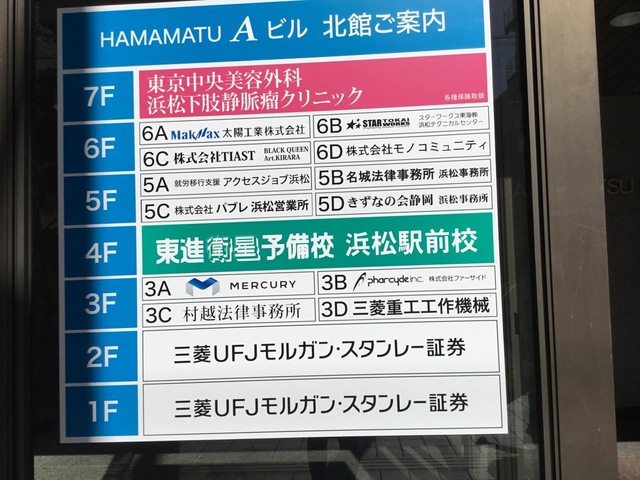 HAMAMATU A ビル 北館ご案内
7F
東京中央美容外科
浜松下肢静脈瘤クリニック
各種保険取扱
6F
6A MakMax 太陽工業株式会社
6B STAR TOKAI WORKS スターワークス東海㈱
浜松テクニカルセンター
6C 株式会社TIAST BLACK QUEEN
Art.KIRARA
6D 株式会社モノコミュニティ
5F
5A 就労移行支援 アクセスジョブ浜松
5B 名城法律事務所 浜松事務所
5C 株式会社 パプレ 浜松営業所
5D きずなの会静岡 浜松事務所
4F
東進衛星予備校 浜松駅前校
3F
3A MERCURY
3B pharcyde inc. 株式会社ファーサイド
3C 村越法律事務所
3D 三菱重工工作機械
2F
三菱UFJモルガン・スタンレー証券
1F
三菱UFJモルガン・スタンレー証券